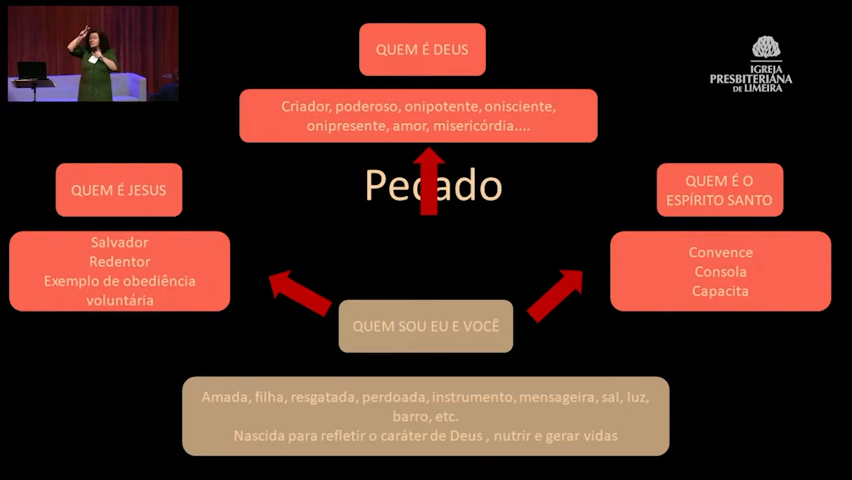 QUEM É DEUS
IGREJA
PRESBITERIANA
DE LIMEIRA
Criador, poderoso, onipotente, onisciente,
onipresente, amor, misericórdia....
Pecado
QUEM É JESUS
QUEM É O
ESPÍRITO SANTO
Salvador
Redentor
Exemplo de obediência
voluntária
Convence
Consola
Capacita
QUEM SOU EU E VOCÊ
Amada, filha, resgatada, perdoada, instrumento, mensageira, sal, luz,
barro, etc.
Nascida para refletir o caráter de Deus , nutrir e gerar vidas